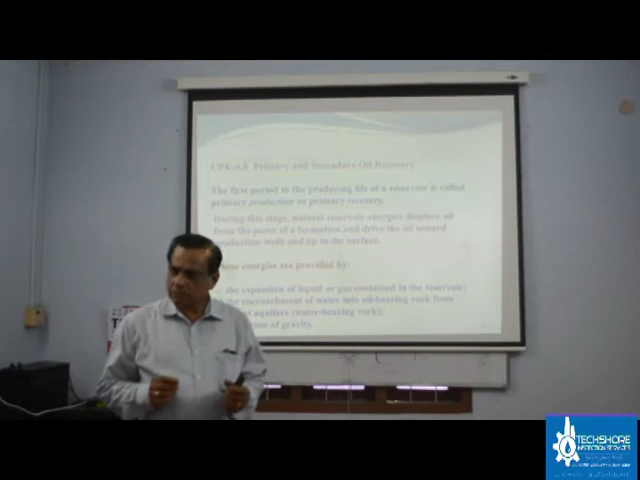 Primary and Secondary Oil Recovery
The first period in the producing life of a reservoir is called
primary production or primary recovery.
During this stage, natural reservoir energies displace oil
from the pores of a formation and drive the oil toward
production wells and up to the surface.
These energies are provided by:
the expansion of liquid or gas contained in the reservoir;
the encroachment of water into oil-bearing rock from
aquifers (water-bearing rock);
of gravity.
TECHSHORE
INSPECTION SERVICES